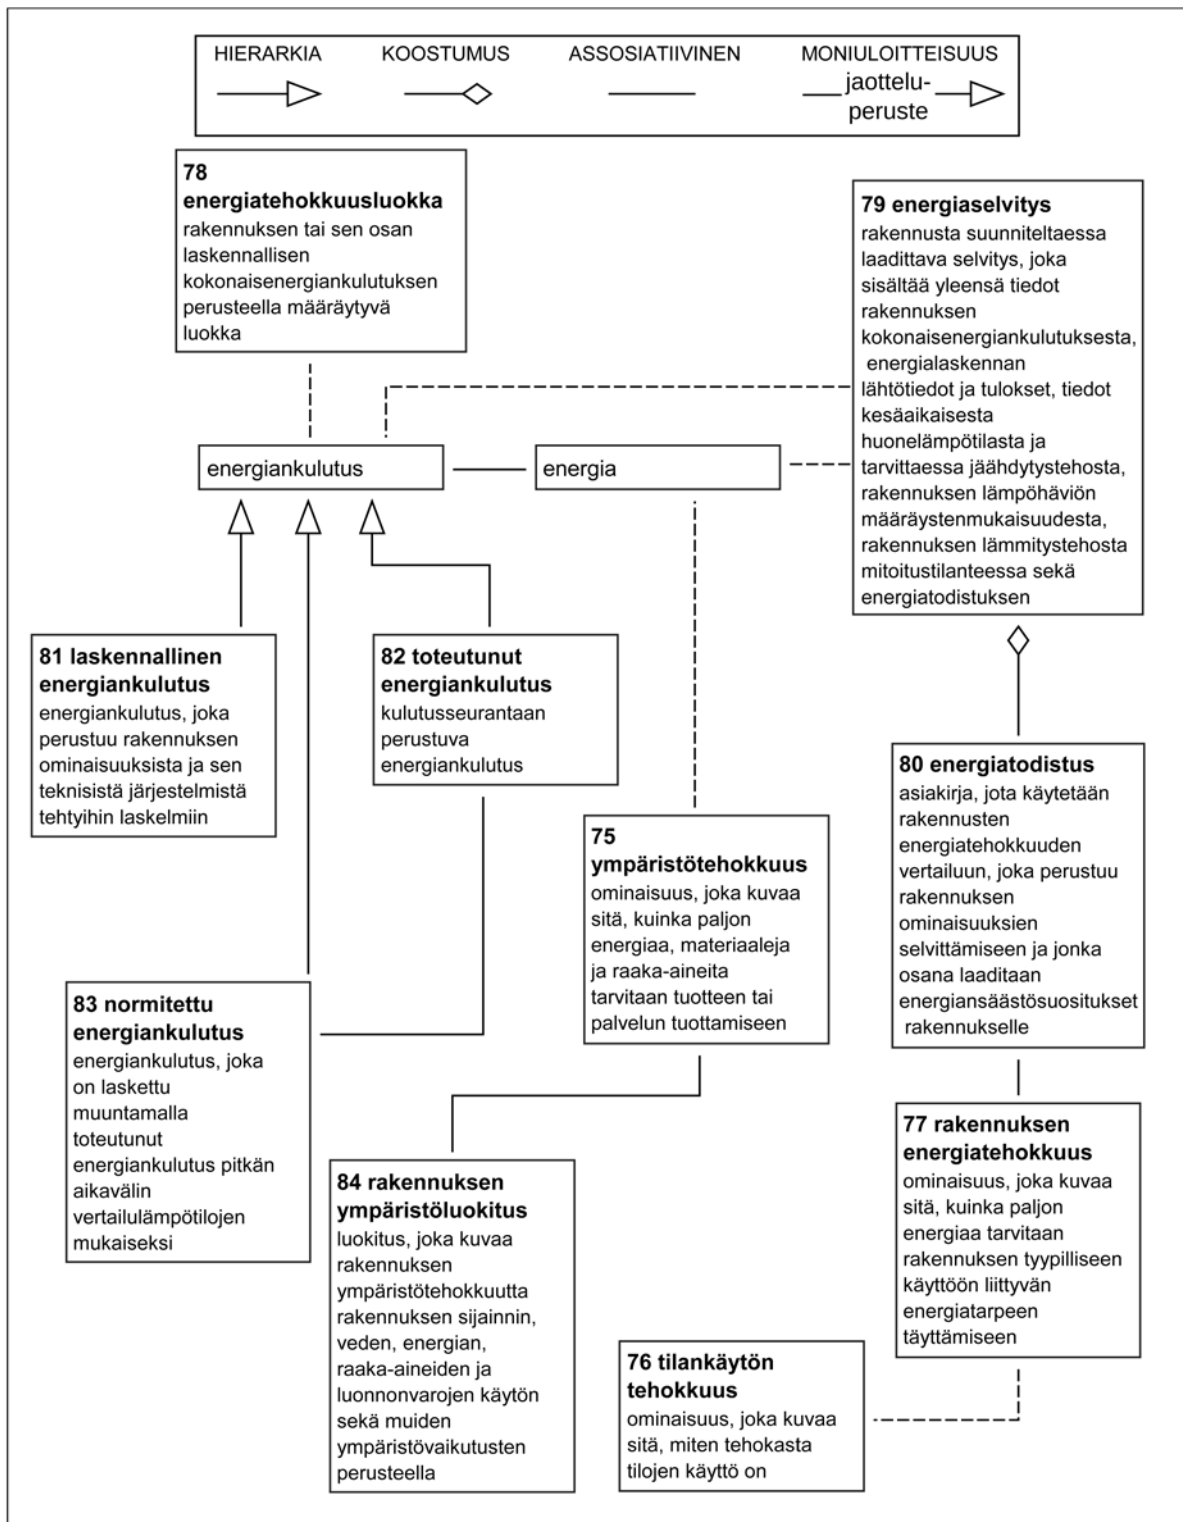 HIERARKIA
KOOSTUMUS
ASSOSIATIIVINEN
MONIULOITTEISUUS
jaottelu-
peruste
78
energiatehokkuusluokka
rakennuksen tai sen osan
laskennallisen
kokonaisenergiankulutuksen
perusteella määräytyvä
luokka
79 energiaselvitys
rakennusta suunniteltaessa
laadittava selvitys, joka
sisältää yleensä tiedot
rakennuksen
kokonaisenergiankulutuksesta,
energialaskennan
lähtötiedot ja tulokset, tiedot
kesäaikaisesta
huonelämpötilasta ja
tarvittaessa jäähdytystehosta,
rakennuksen lämpöhäviön
määräystenmukaisuudesta,
rakennuksen lämmitystehosta
mitoitustilanteessa sekä
energiatodistuksen
energiankulutus
energia
81 laskennallinen
energiankulutus
energiankulutus, joka
perustuu rakennuksen
ominaisuuksista ja sen
teknisistä järjestelmistä
tehtyihin laskelmiin
82 toteutunut
energiankulutus
kulutusseurantaan
perustuva
energiankulutus
80 energiatodistus
asiakirja, jota käytetään
rakennusten
energiatehokkuuden
vertailuun, joka perustuu
rakennuksen
ominaisuuksien
selvittämiseen ja jonka
osana laaditaan
energiansäästösuositukset
rakennukselle
75
ympäristötehokkuus
ominaisuus, joka kuvaa
sitä, kuinka paljon
energiaa, materiaaleja
ja raaka-aineita
tarvitaan tuotteen tai
palvelun tuottamiseen
83 normitettu
energiankulutus
energiankulutus, joka
on laskettu
muuntamalla
toteutunut
energiankulutus pitkän
aikavälin
vertailulämpötilojen
mukaiseksi
77 rakennuksen
energiatehokkuus
ominaisuus, joka kuvaa
sitä, kuinka paljon
energiaa tarvitaan
rakennuksen tyypilliseen
käyttöön liittyvän
energiatarpeen
täyttämiseen
84 rakennuksen
ympäristöluokitus
luokitus, joka kuvaa
rakennuksen
ympäristötehokkuutta
rakennuksen sijainnin,
veden, energian,
raaka-aineiden ja
luonnonvarojen käytön
sekä muiden
ympäristövaikutusten
perusteella
76 tilankäytön
tehokkuus
ominaisuus, joka kuvaa
sitä, miten tehokasta
tilojen käyttö on